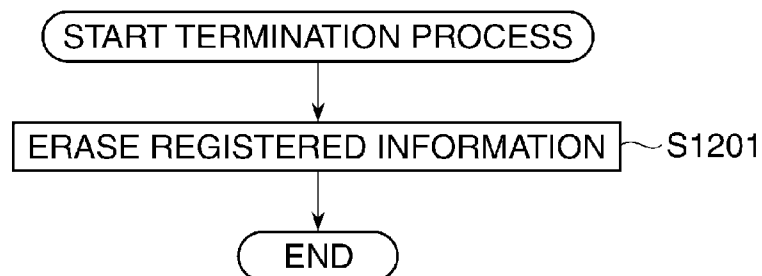 START TERMINATION PROCESS
ERASE REGISTERED INFORMATION S1201
END